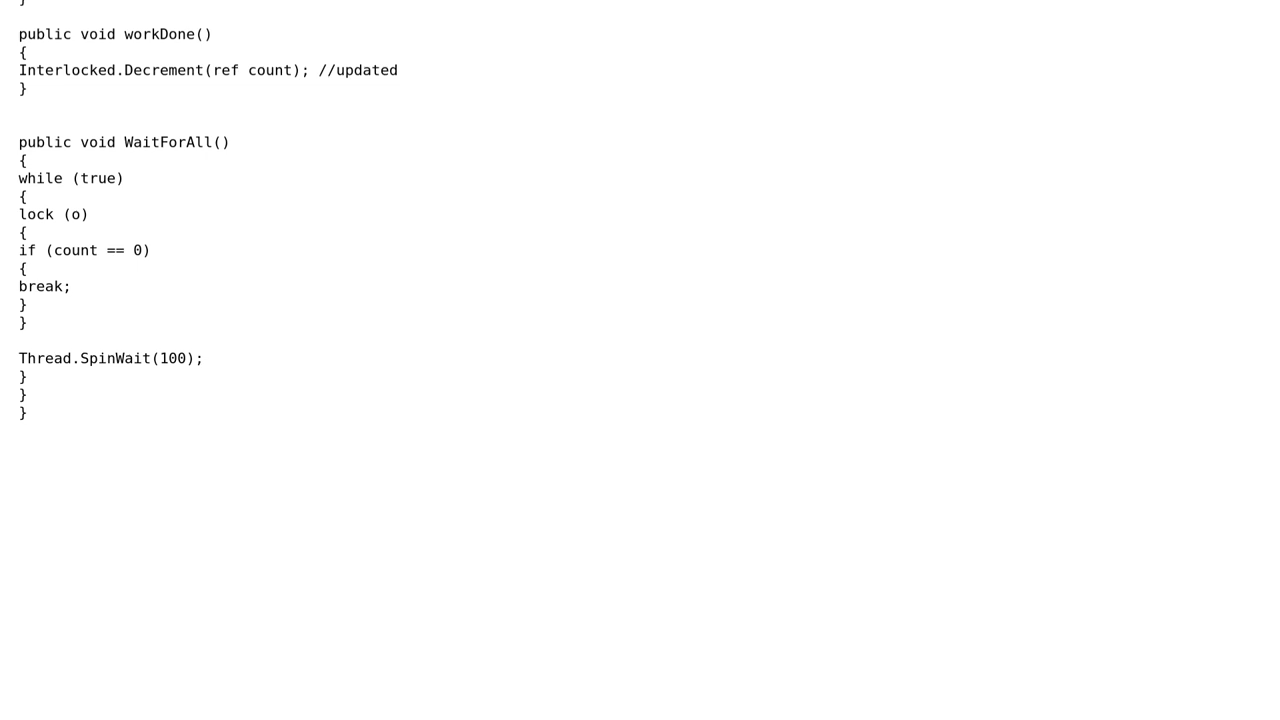 }
public void workDone()
{
Interlocked.Decrement(ref count); //updated
}
public void WaitForAll()
{
while (true)
{
lock (o)
{
if (count == 0)
{
break;
}
}
Thread.SpinWait(100);
}
}
}